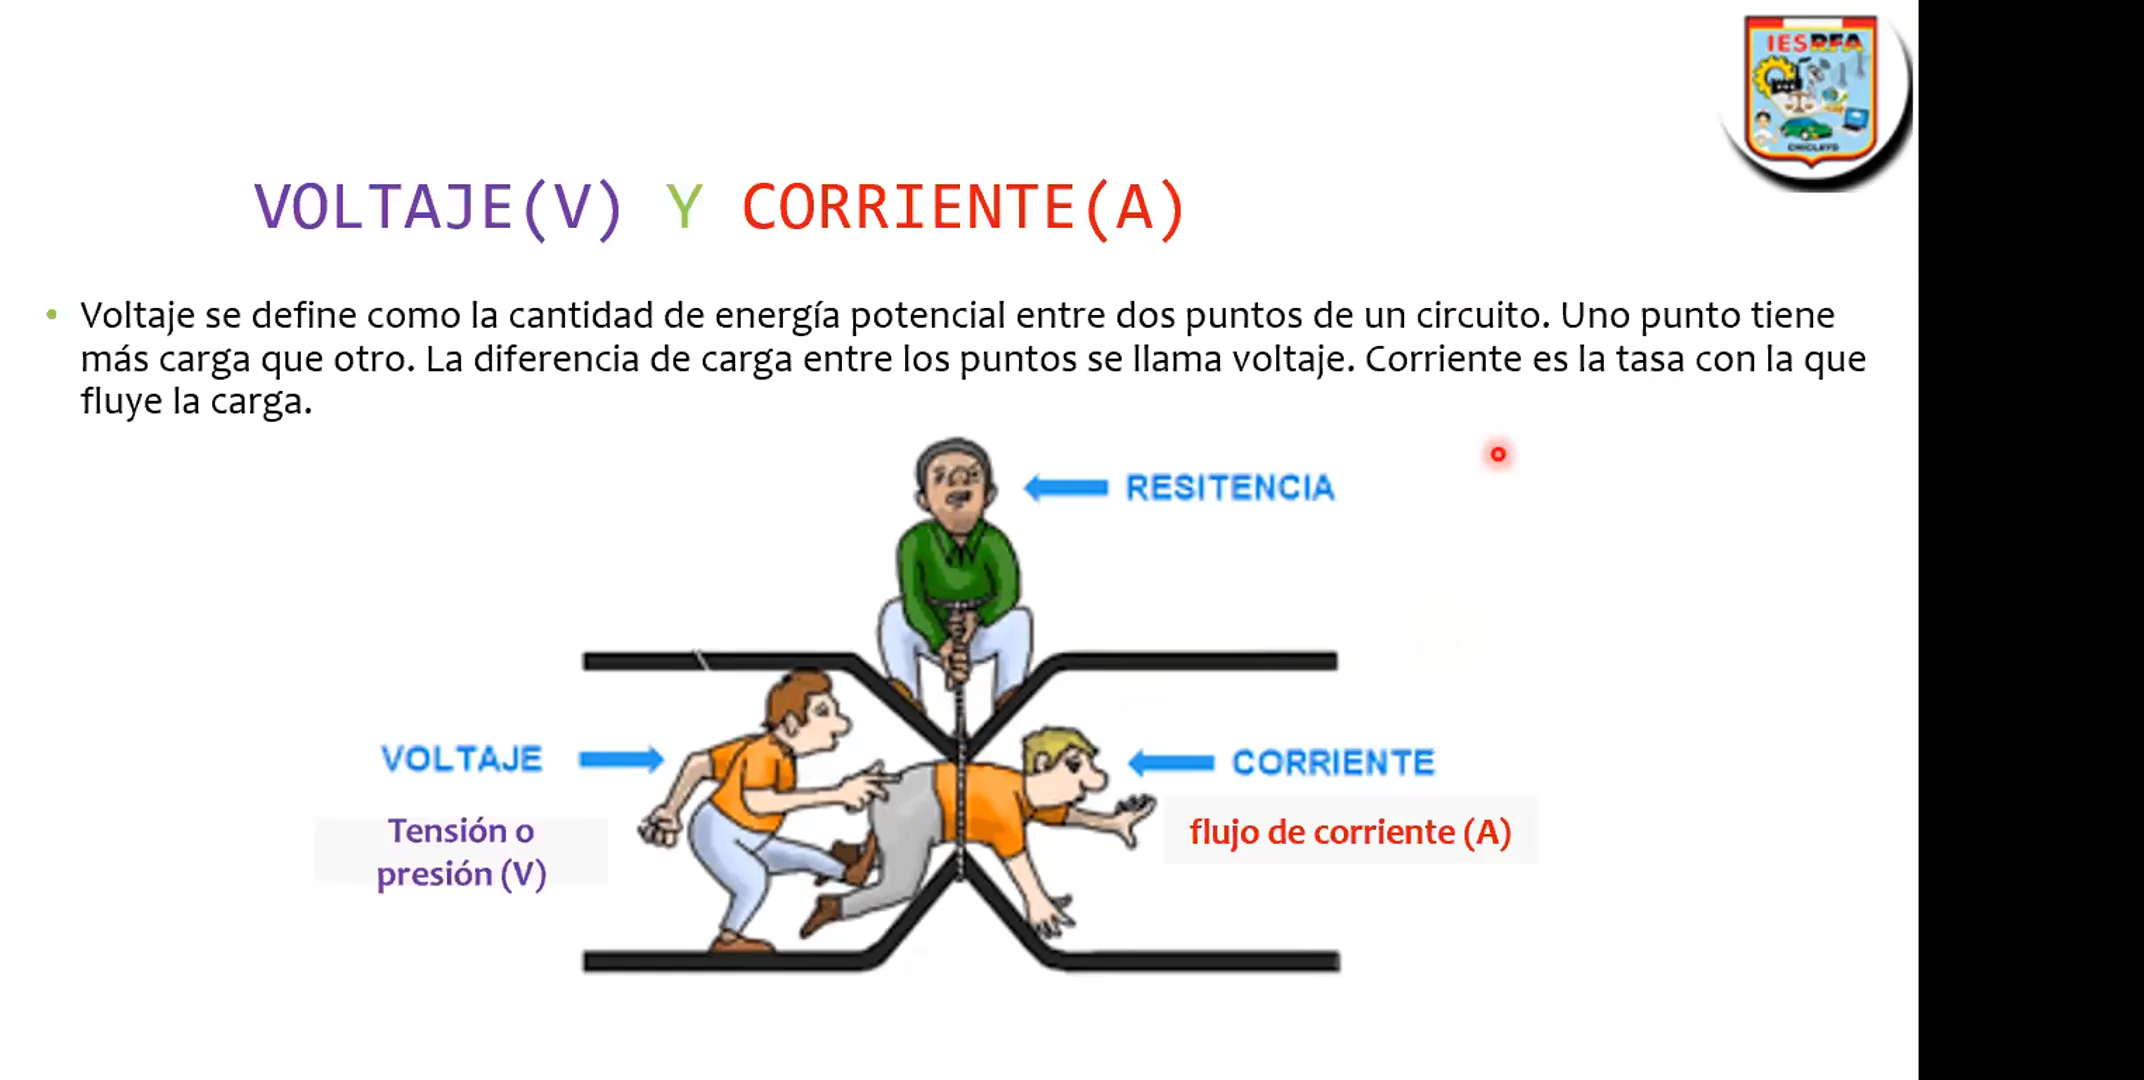 IESRFA
CHICLAYO
VOLTAJE(V) Y CORRIENTE(A)
• Voltaje se define como la cantidad de energía potencial entre dos puntos de un circuito. Uno punto tiene
más carga que otro. La diferencia de carga entre los puntos se llama voltaje. Corriente es la tasa con la que
fluye la carga.
RESITENCIA
VOLTAJE
CORRIENTE
Tensión o
presión (V)
flujo de corriente (A)